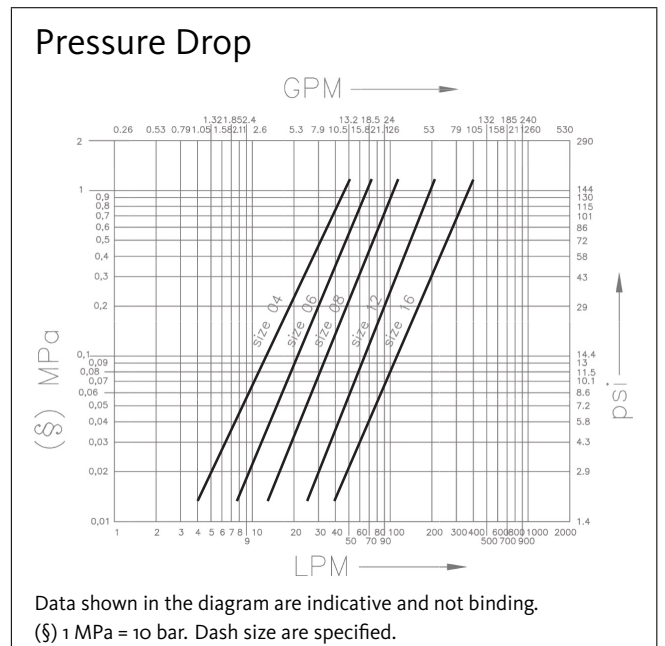 Pressure Drop
GPM
1.32 1.85 2.4 13.2 18.5 24 132 185 240
0.26 0.53 0.79 1.05 1.58 2.11 2.6 5.3 7.9 10.5 15.8 21.1 26 53 79 105 158 211 260 530
2 290
1 144
0,9 130
0,8 115
0,7 101
0,6 86
0,5 72
0,4 58
0,3 43
0,2 29
0,1 14.4
0,09 13
0,08 11.5
0,07 10.1
0,06 8.6
0,05 7.2
0,04 5.8
0,03 4.3
0,02 2.9
0,01 1.4
(§) MPa
psi
size 04
size 06
size 08
size 12
size 16
1 2 3 4 5 6 7 8 10 20 30 40 60 80 100 200 300 400 600 800 1000 2000
9 50 70 90 500 700 900
LPM
Data shown in the diagram are indicative and not binding.
(§) 1 MPa = 10 bar. Dash size are specified.